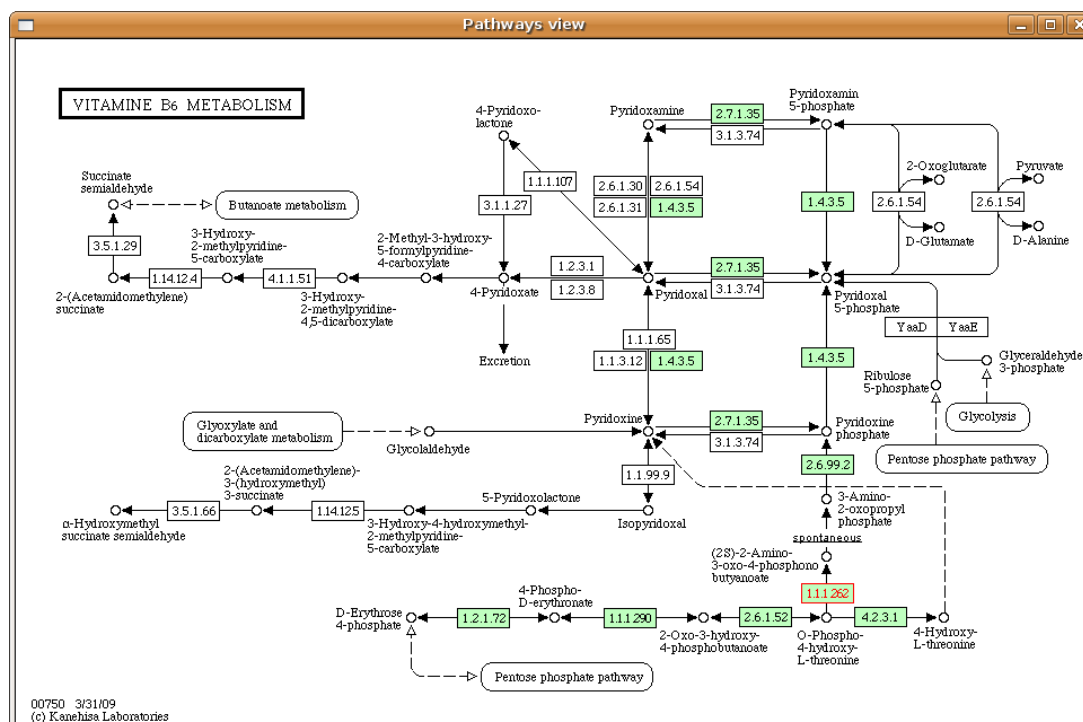 Pathways view
VITAMINE B6 METABOLISM
4-Pyridoxo-
lactone
Pyridoxamine
2.7.1.35
3.1.3.74
Pyridoxamin
5-phosphate
Succinate
semialdehyde
Butanoate metabolism
3.5.1.29
3-Hydroxy-
2-methylpyridine-
5-carboxylate
2-Methyl-3-hydroxy-
5-formylpyridine-
4-carboxylate
3.1.1.27
1.1.1.107
2.6.1.30
2.6.1.54
2.6.1.31
1.4.3.5
1.4.3.5
2-Oxoglutarate
2.6.1.54
D-Glutamate
Pyruvate
2.6.1.54
D-Alanine
1.14.12.4
4.1.1.51
1.2.3.1
1.2.3.8
2.7.1.35
3.1.3.74
2-(Acetamidomethylene)
succinate
3-Hydroxy-
2-methylpyridine-
4,5-dicarboxylate
4-Pyridoxate
Pyridoxal
Pyridoxal
5-phosphate
YaaD
YaaE
Excretion
1.1.1.65
1.1.3.12
1.4.3.5
1.4.3.5
Glyceraldehyde
3-phosphate
Ribulose
5-phosphate
Glycolysis
Glyoxylate and
dicarboxylate metabolism
Glycolaldehyde
Pyridoxine
2.7.1.35
3.1.3.74
Pyridoxine
phosphate
Pentose phosphate pathway
2.6.99.2
1.1.99.9
2-(Acetamidomethylene)-
3-(hydroxymethyl)
3-succinate
5-Pyridoxolactone
3-Amino-
2-oxopropyl
phosphate
3.5.1.66
1.14.12.5
α-Hydroxymethyl
succinate semialdehyde
3-Hydroxy-4-hydroxymethyl-
2-methylpyridine-
5-carboxylate
Isopyridoxal
spontaneous
(2S)-2-Amino-
3-oxo-4-phosphono
butyanoate
1.1.1.262
D-Erythrose
4-phosphate
1.2.1.72
4-Phospho-
D-erythronate
1.1.1.290
2-Oxo-3-hydroxy-
4-phosphobutanoate
2.6.1.52
O-Phospho-
4-hydroxy-
L-threonine
4.2.3.1
4-Hydroxy-
L-threonine
Pentose phosphate pathway
00750 3/31/09
(c) Kanehisa Laboratories